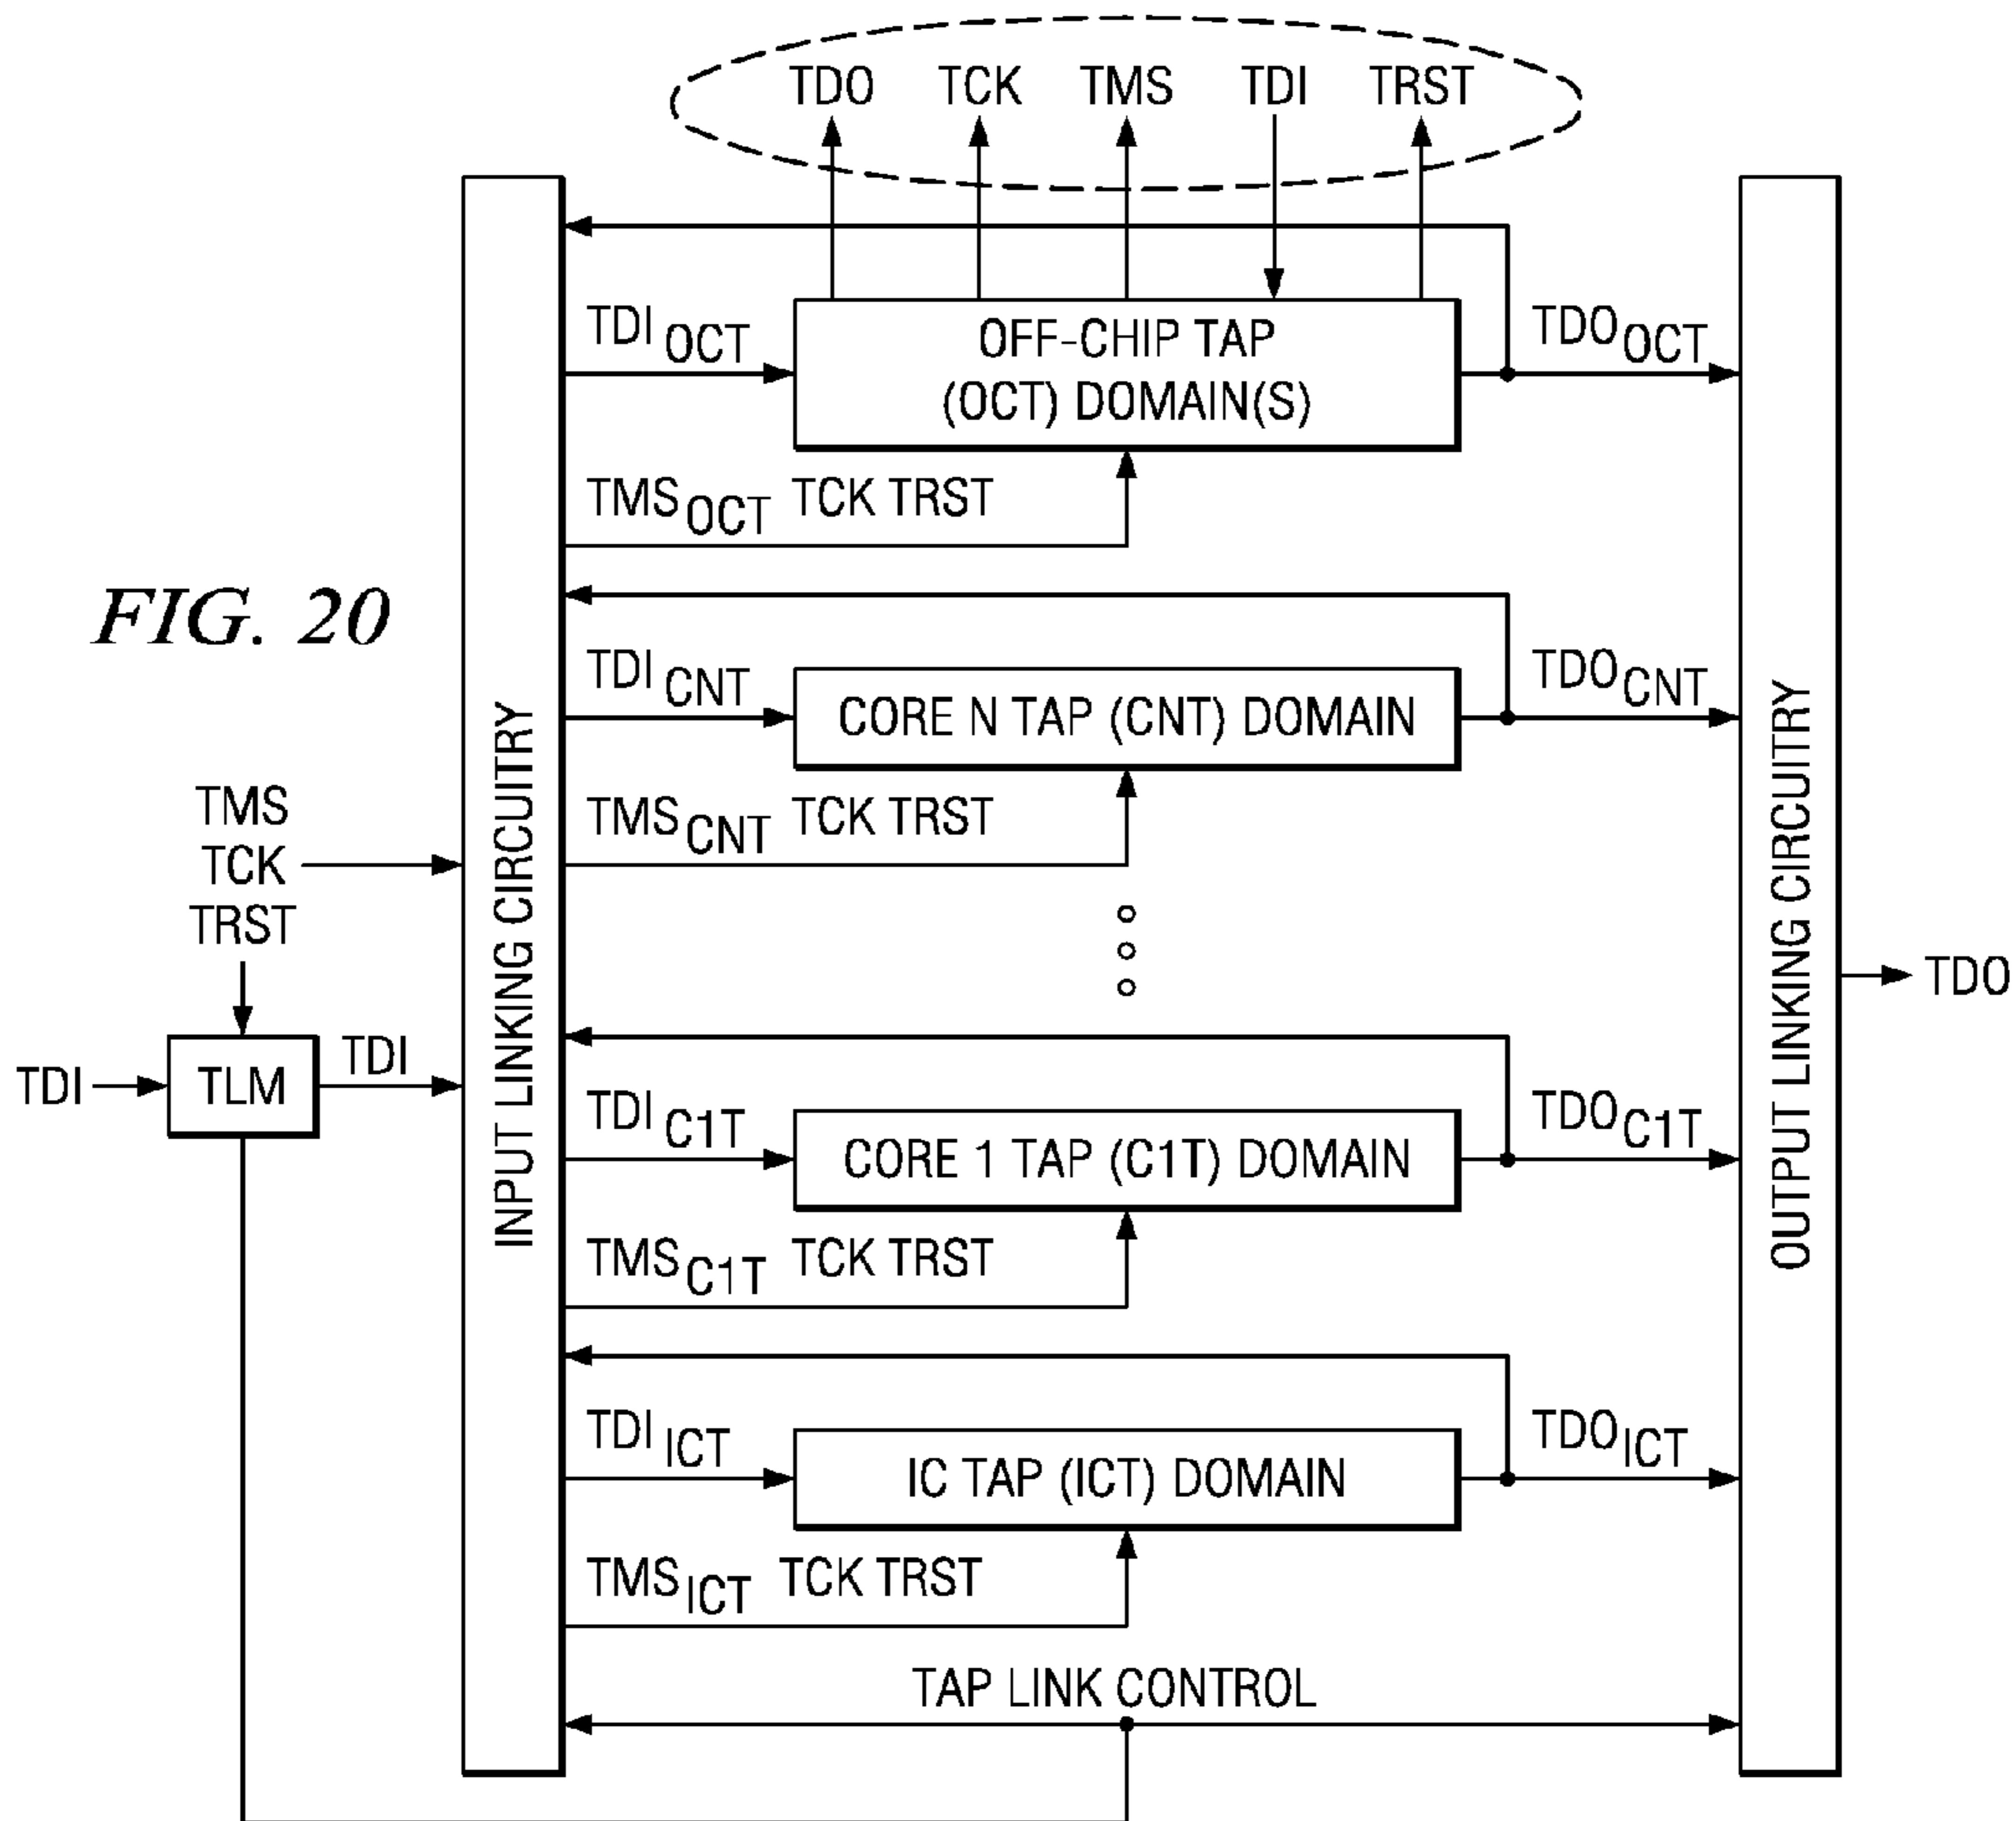 TDO TCK TMS TDI TRST
TDI OCT
OFF-CHIP TAP
(OCT) DOMAIN(S)
TDO OCT
TMS OCT TCK TRST
FIG. 20
TDI CNT
CORE N TAP (CNT) DOMAIN
TDO CNT
TMS CNT TCK TRST
TMS
TCK
TRST
INPUT LINKING CIRCUITRY
OUTPUT LINKING CIRCUITRY
TDO
TDI
TLM
TDI
TDI C1T
CORE 1 TAP (C1T) DOMAIN
TDO C1T
TMS C1T TCK TRST
TDI ICT
IC TAP (ICT) DOMAIN
TDO ICT
TMS ICT TCK TRST
TAP LINK CONTROL